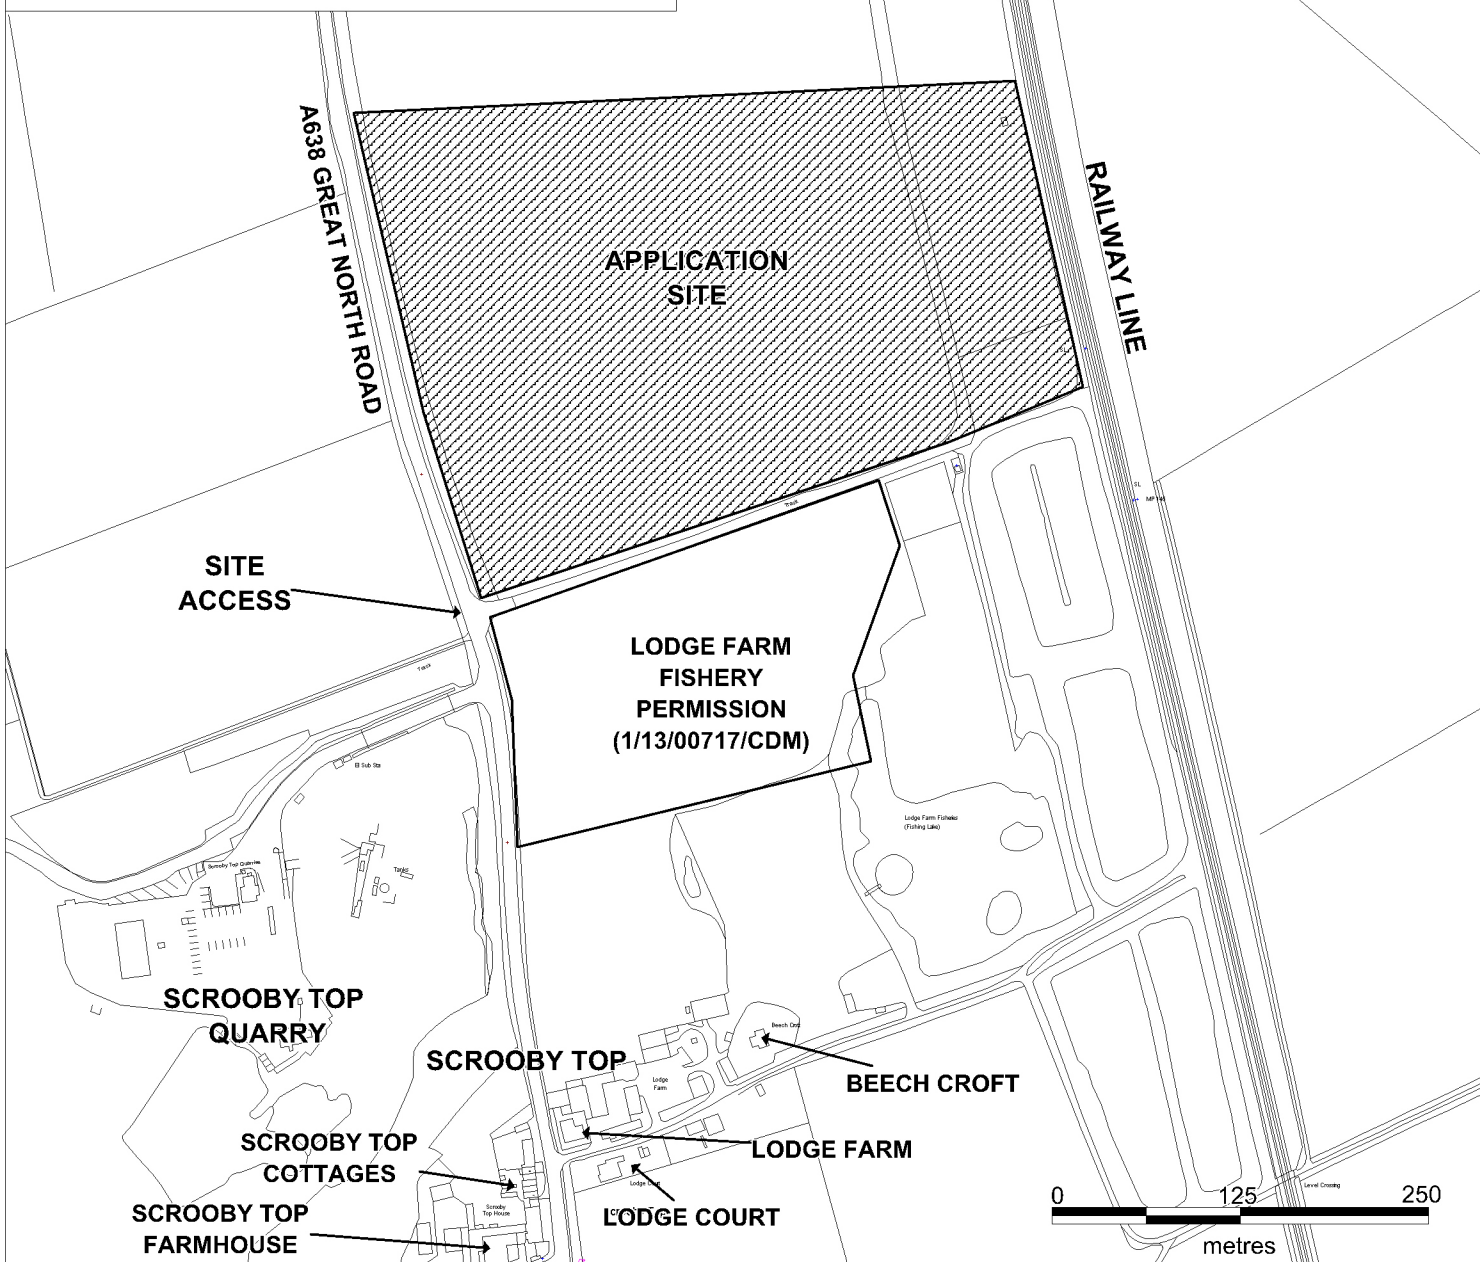 A638 GREAT NORTH ROAD
RAILWAY LINE
APPLICATION
SITE
SL
Track
SL
MP 146
SITE
ACCESS
LODGE FARM
FISHERY
PERMISSION
(1/13/00717/CDM)
Track
El Sub Sta
Lodge Farm Fisheries
(Fishing Lake)
Scrooby Top Quarries
Tanks
SCROOBY TOP
QUARRY
SCROOBY TOP
Beech Croft
BEECH CROFT
Lodge
Farm
SCROOBY TOP
COTTAGES
LODGE FARM
Lodge Court
LODGE COURT
Scrooby
Top House
SCROOBY TOP
FARMHOUSE
Level Crossing
0 125 250
metres